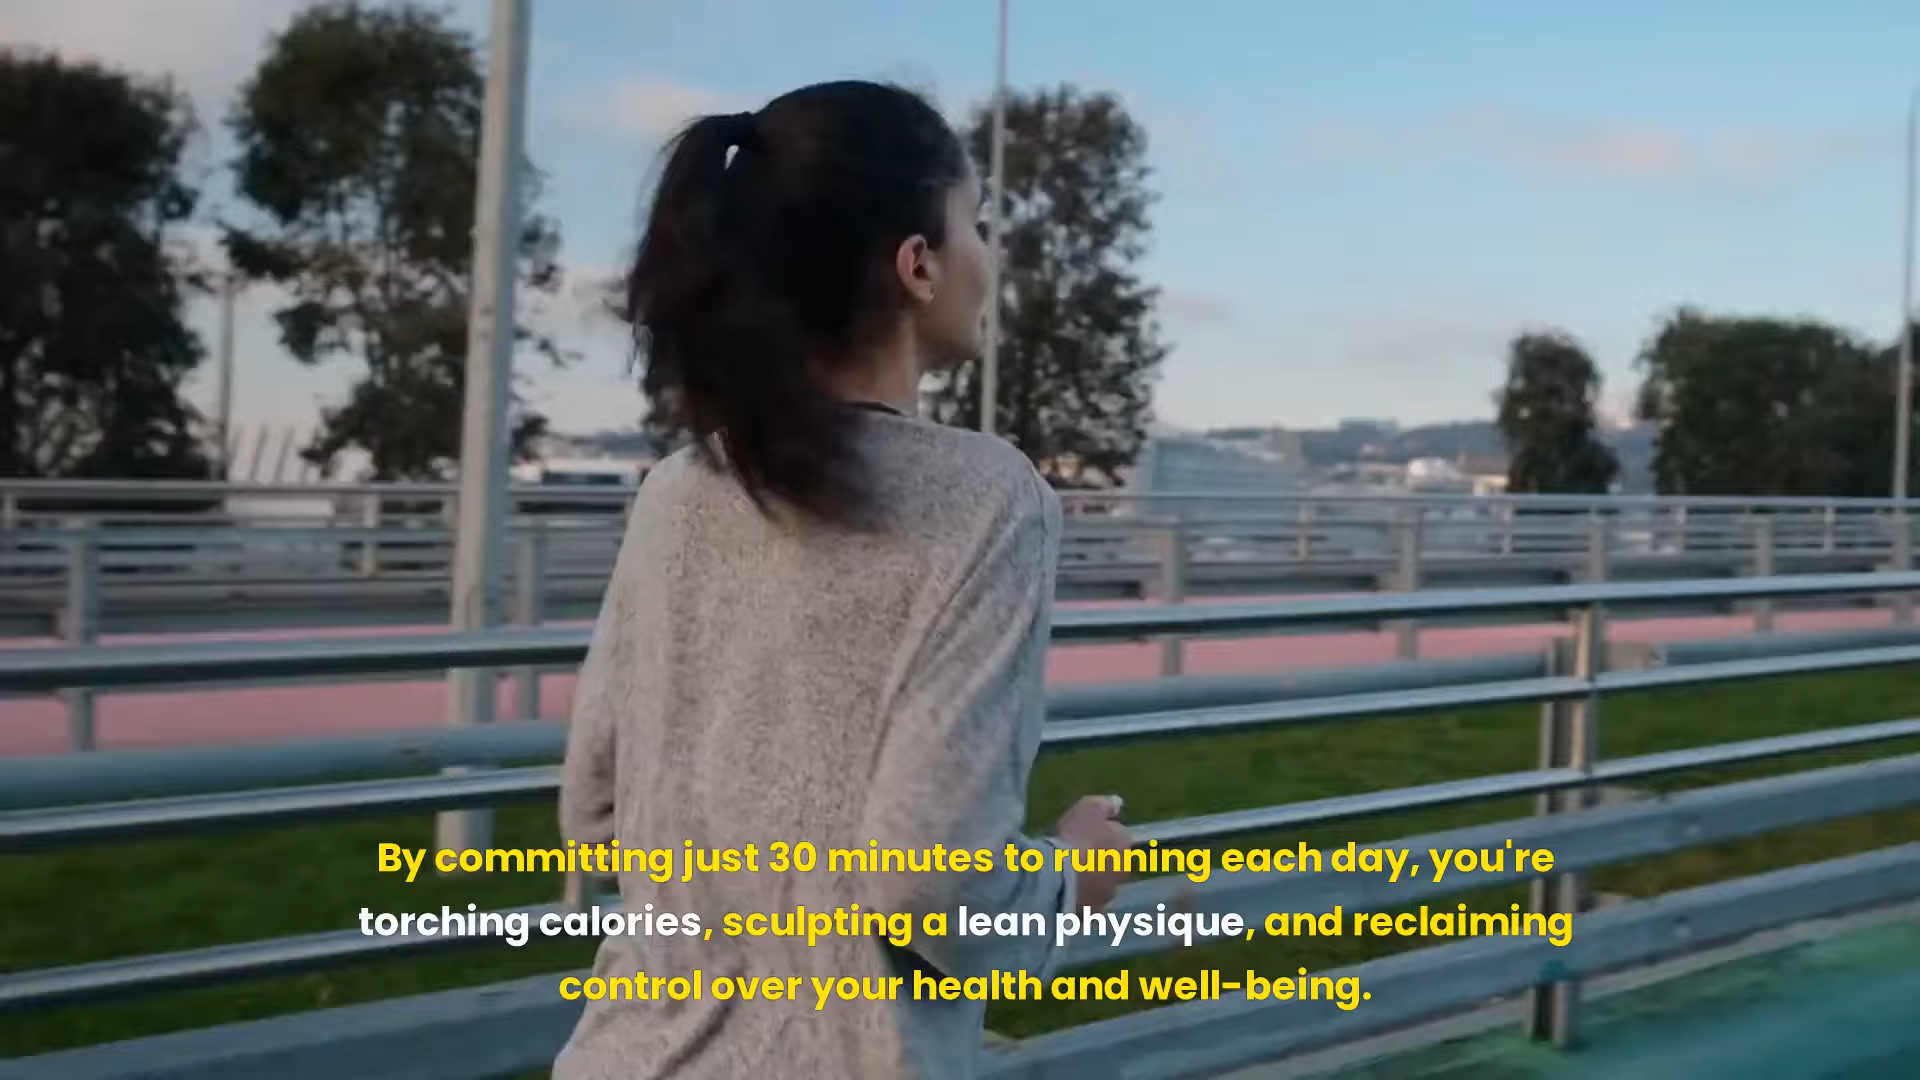 By committing just 30 minutes to running each day, you're
torching calories, sculpting a lean physique, and reclaiming
control over your health and well-being.